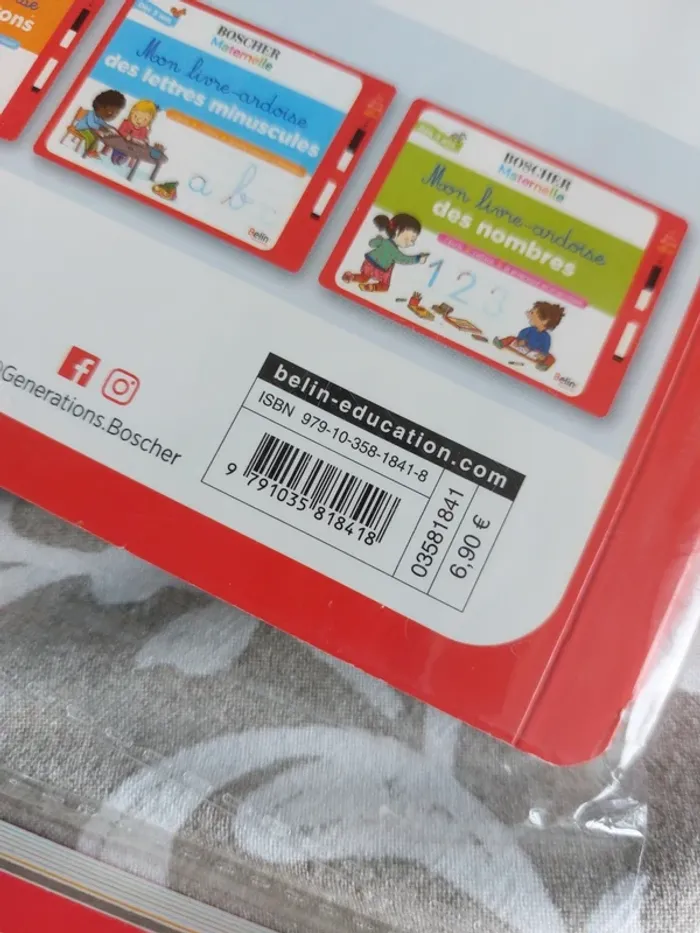 ons
BOSCHER
Maternelle
Mon livre-ardoise
des lettres minuscules
a b
Belin
BOSCHER
Maternelle
Mon livre-ardoise
des nombres
1 2 3
Belin
@Generations.Boscher
belin-education.com
ISBN 979-10-358-1841-8
9 791035 818418
03581841
6,90 €